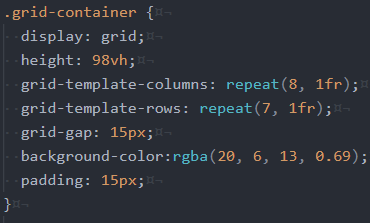 .grid-container {
display: grid;
height: 98vh;
grid-template-columns: repeat(8, 1fr);
grid-template-rows: repeat(7, 1fr);
grid-gap: 15px;
background-color:rgba(20, 6, 13, 0.69);
padding: 15px;
}